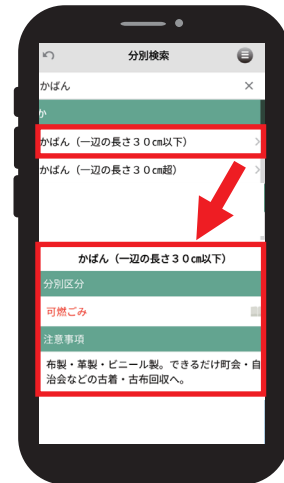 分別検索
かばん
か
かばん（一辺の長さ３０㎝以下）
かばん（一辺の長さ３０㎝超）
かばん（一辺の長さ３０㎝以下）
分別区分
可燃ごみ
注意事項
布製・革製・ビニール製。できるだけ町会・自
治会などの古着・古布回収へ。